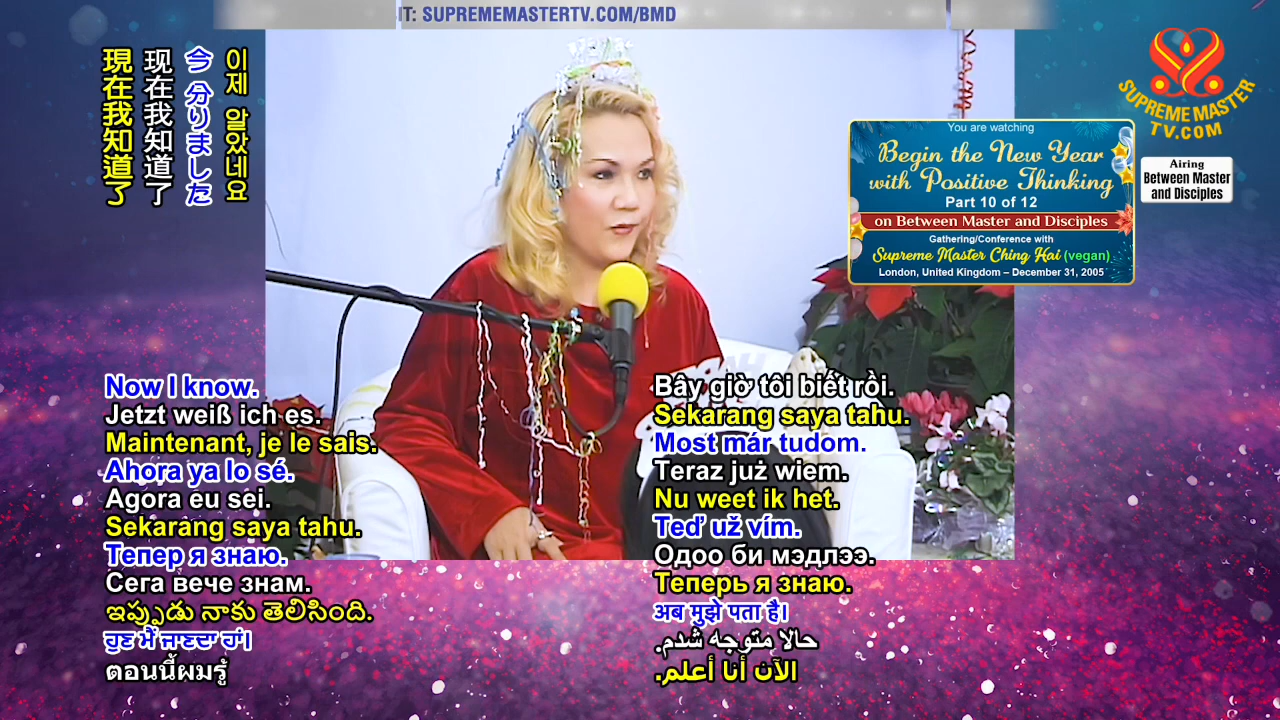 IT: SUPREMEMASTERTV.COM/BMD
現在我知道了
现在我知道了
今 分りました
이제 알았네요
SUPREME MASTER
TV.COM
You are watching
Begin the New Year
with Positive Thinking
Part 10 of 12
on Between Master and Disciples
Gathering/Conference with
Supreme Master Ching Hai (vegan)
London, United Kingdom – December 31, 2005
Airing
Between Master
and Disciples
Now I know.
Jetzt weiß ich es.
Maintenant, je le sais.
Ahora ya lo sé.
Agora eu sei.
Sekarang saya tahu.
Тепер я знаю.
Сега вече знам.
ఇప్పుడు నాకు తెలిసింది.
ਹੁਣ ਮੈਂ ਜਾਣਦਾ ਹਾਂ।
ตอนนี้ผมรู้
Bây giờ tôi biết rồi.
Sekarang saya tahu.
Most már tudom.
Teraz już wiem.
Nu weet ik het.
Teď už vím.
Одоо би мэдлээ.
Теперь я знаю.
अब मुझे पता है।
حالا متوجه شدم.
الآن أنا أعلم.